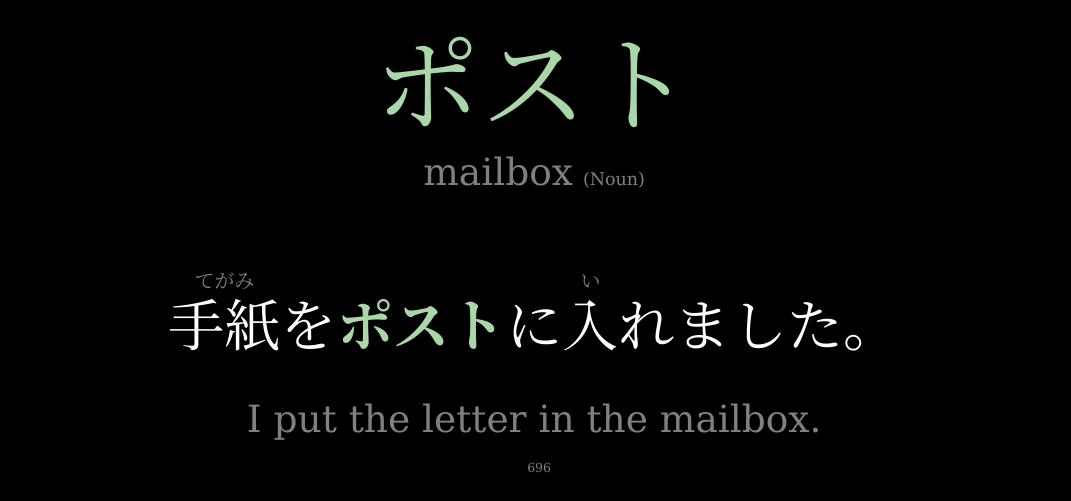 ポスト
mailbox (Noun)
てがみ い
手紙をポストに入れました。
I put the letter in the mailbox.
696